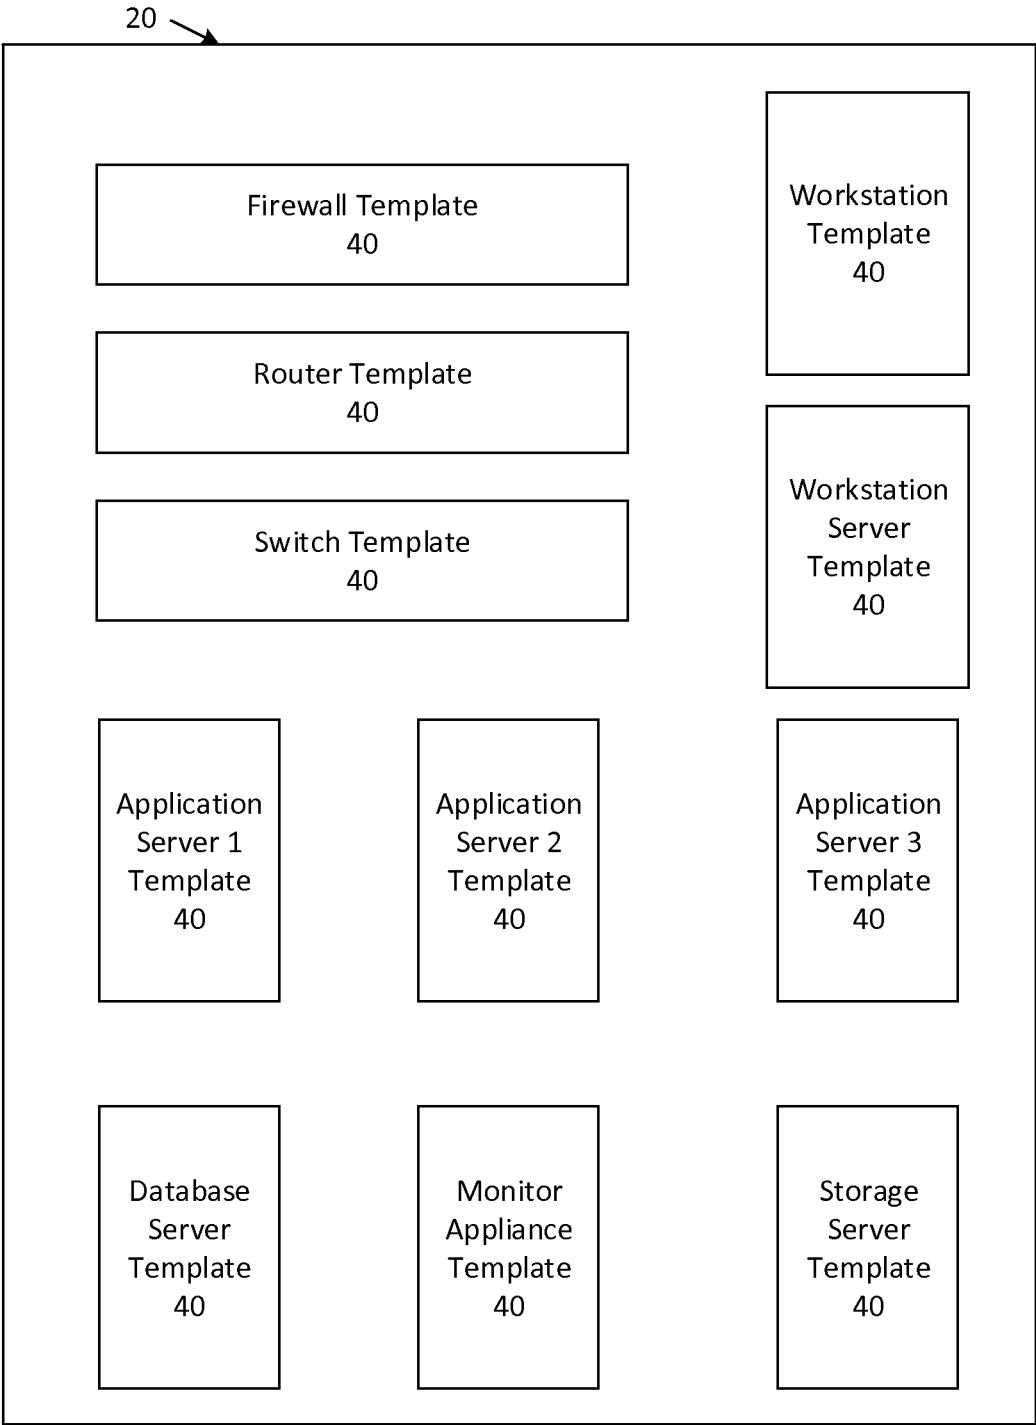 20
Firewall Template
40
Router Template
40
Switch Template
40
Workstation
Template
40
Workstation
Server
Template
40
Application
Server 1
Template
40
Application
Server 2
Template
40
Application
Server 3
Template
40
Database
Server
Template
40
Monitor
Appliance
Template
40
Storage
Server
Template
40